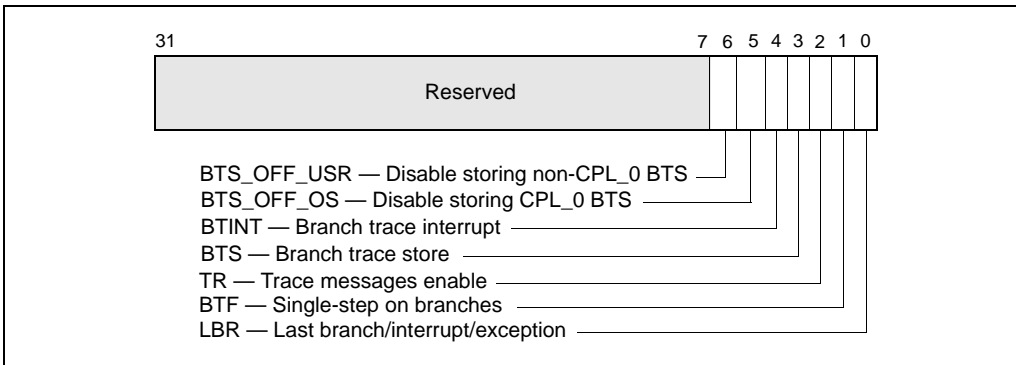 31 7 6 5 4 3 2 1 0
Reserved
BTS_OFF_USR — Disable storing non-CPL_0 BTS
BTS_OFF_OS — Disable storing CPL_0 BTS
BTINT — Branch trace interrupt
BTS — Branch trace store
TR — Trace messages enable
BTF — Single-step on branches
LBR — Last branch/interrupt/exception